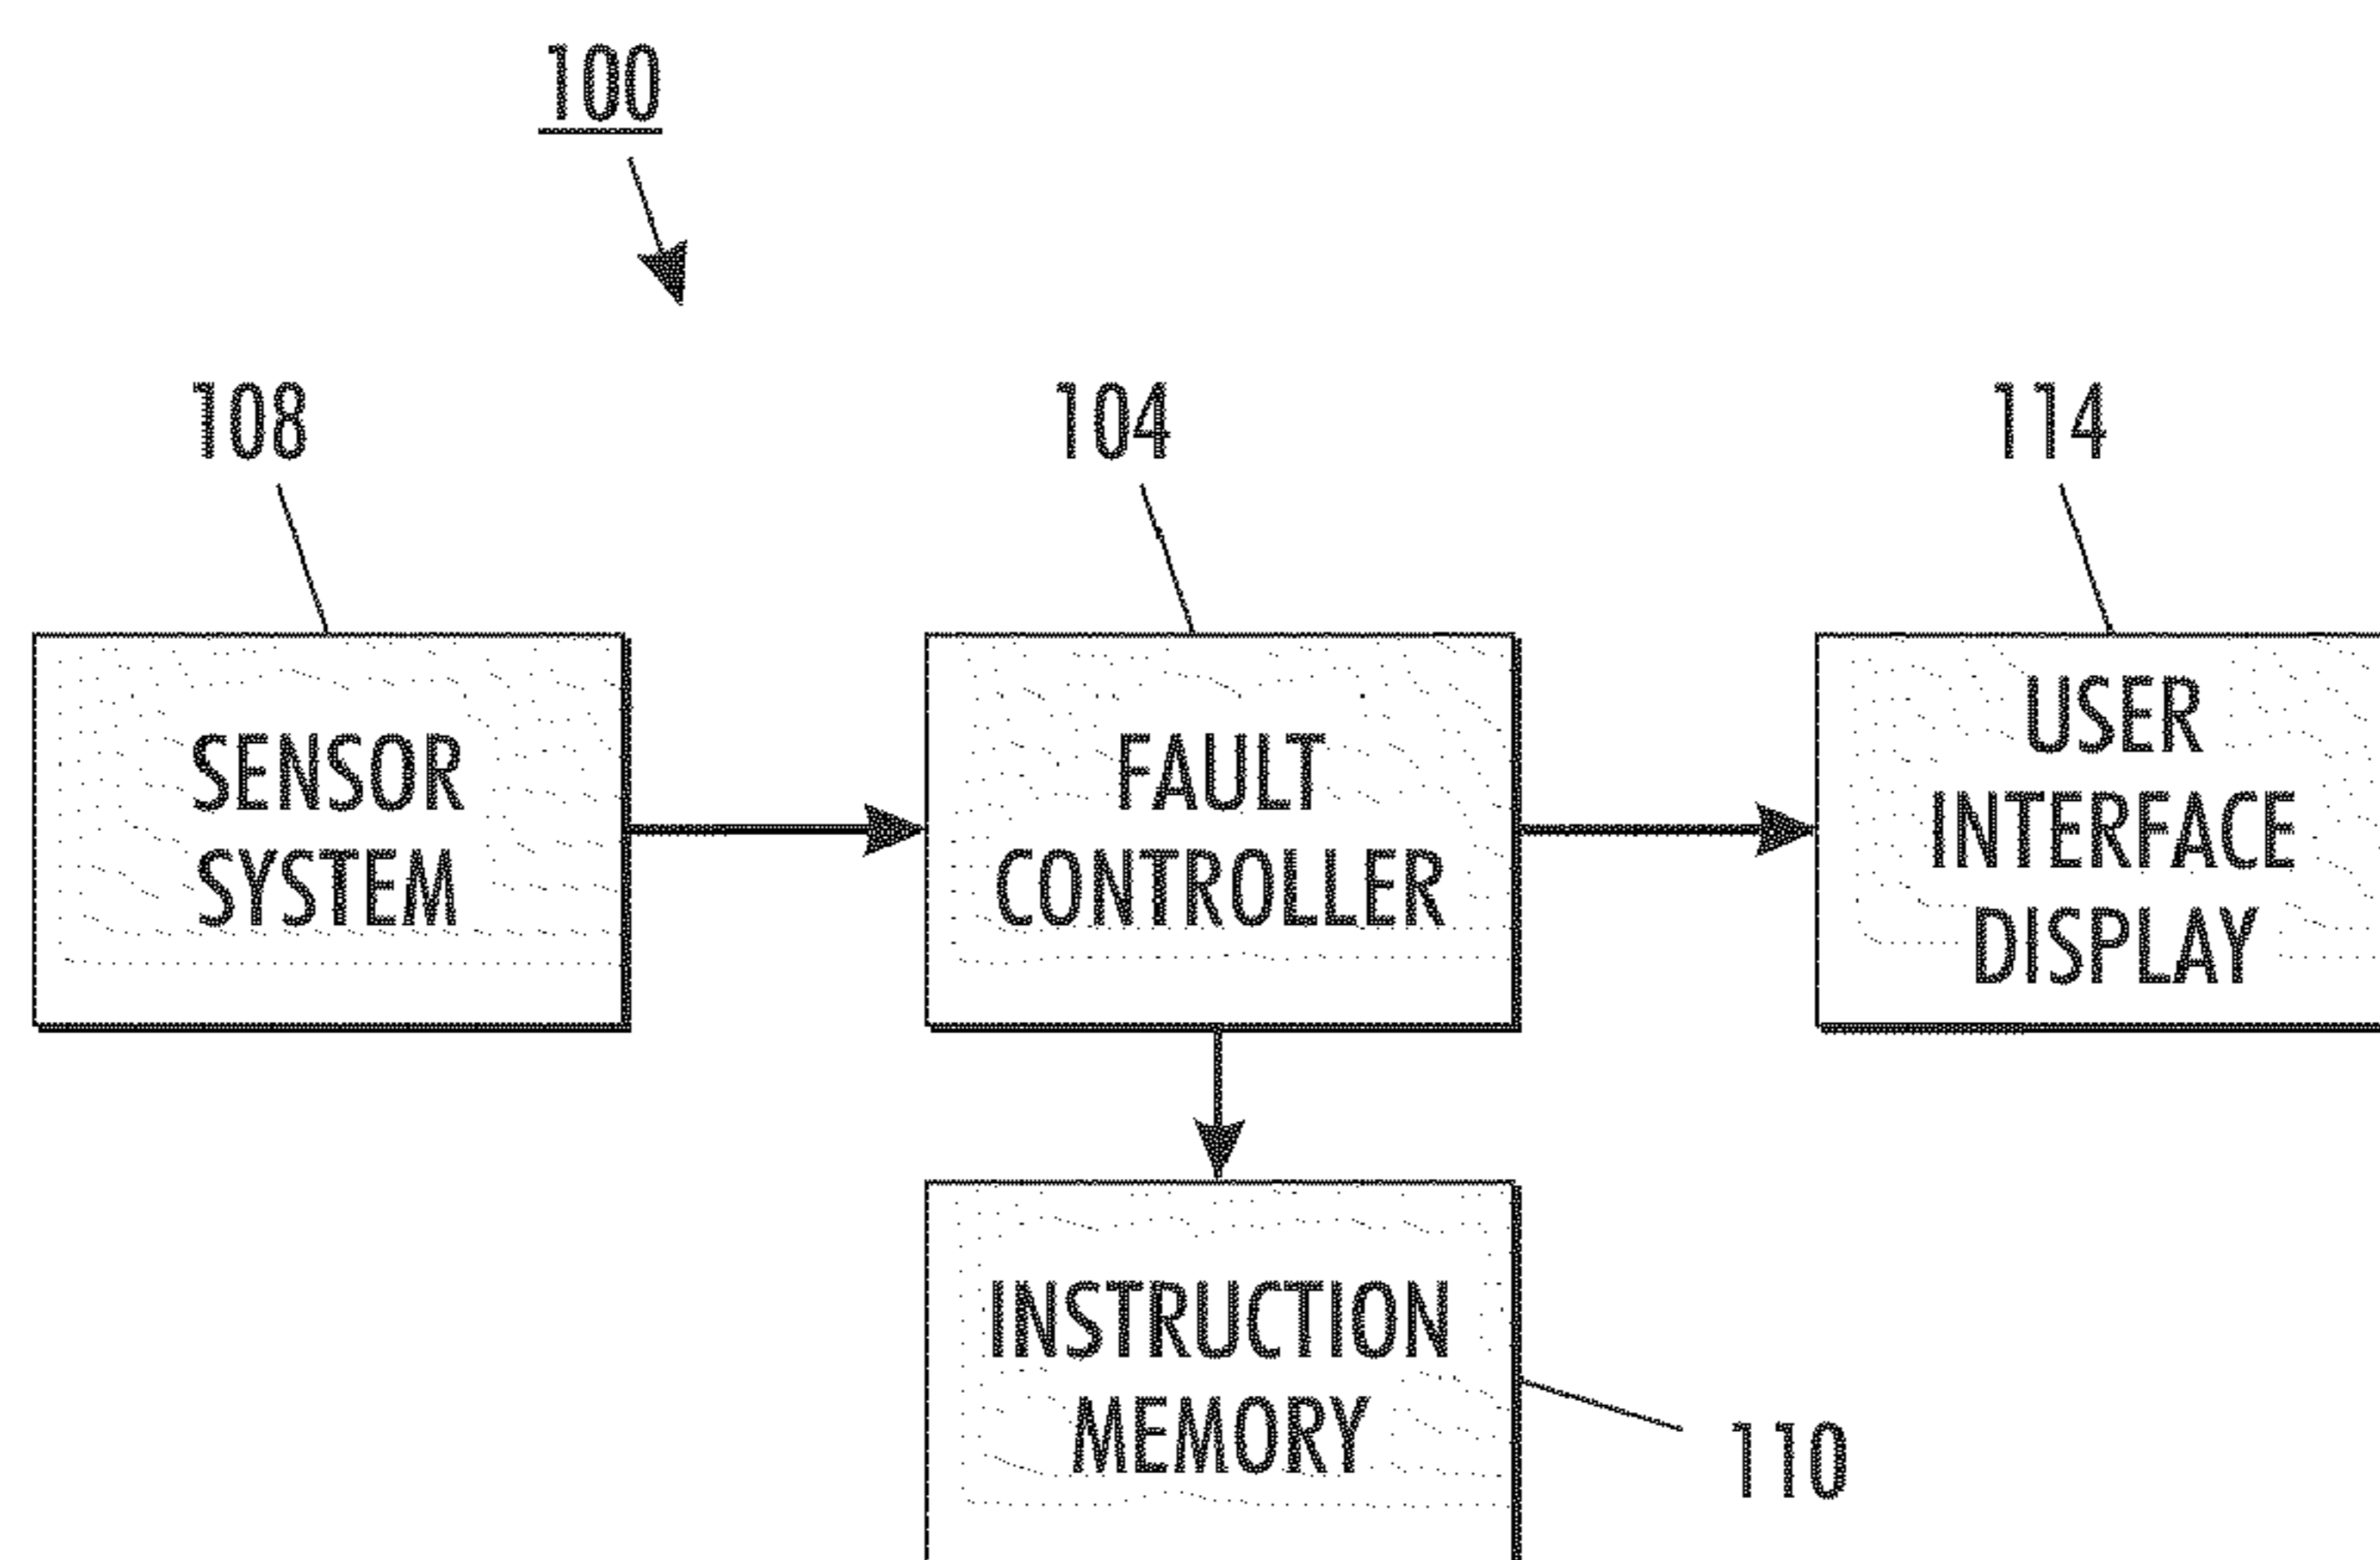 100
108
104
114
SENSOR
SYSTEM
FAULT
CONTROLLER
USER
INTERFACE
DISPLAY
INSTRUCTION
MEMORY
110